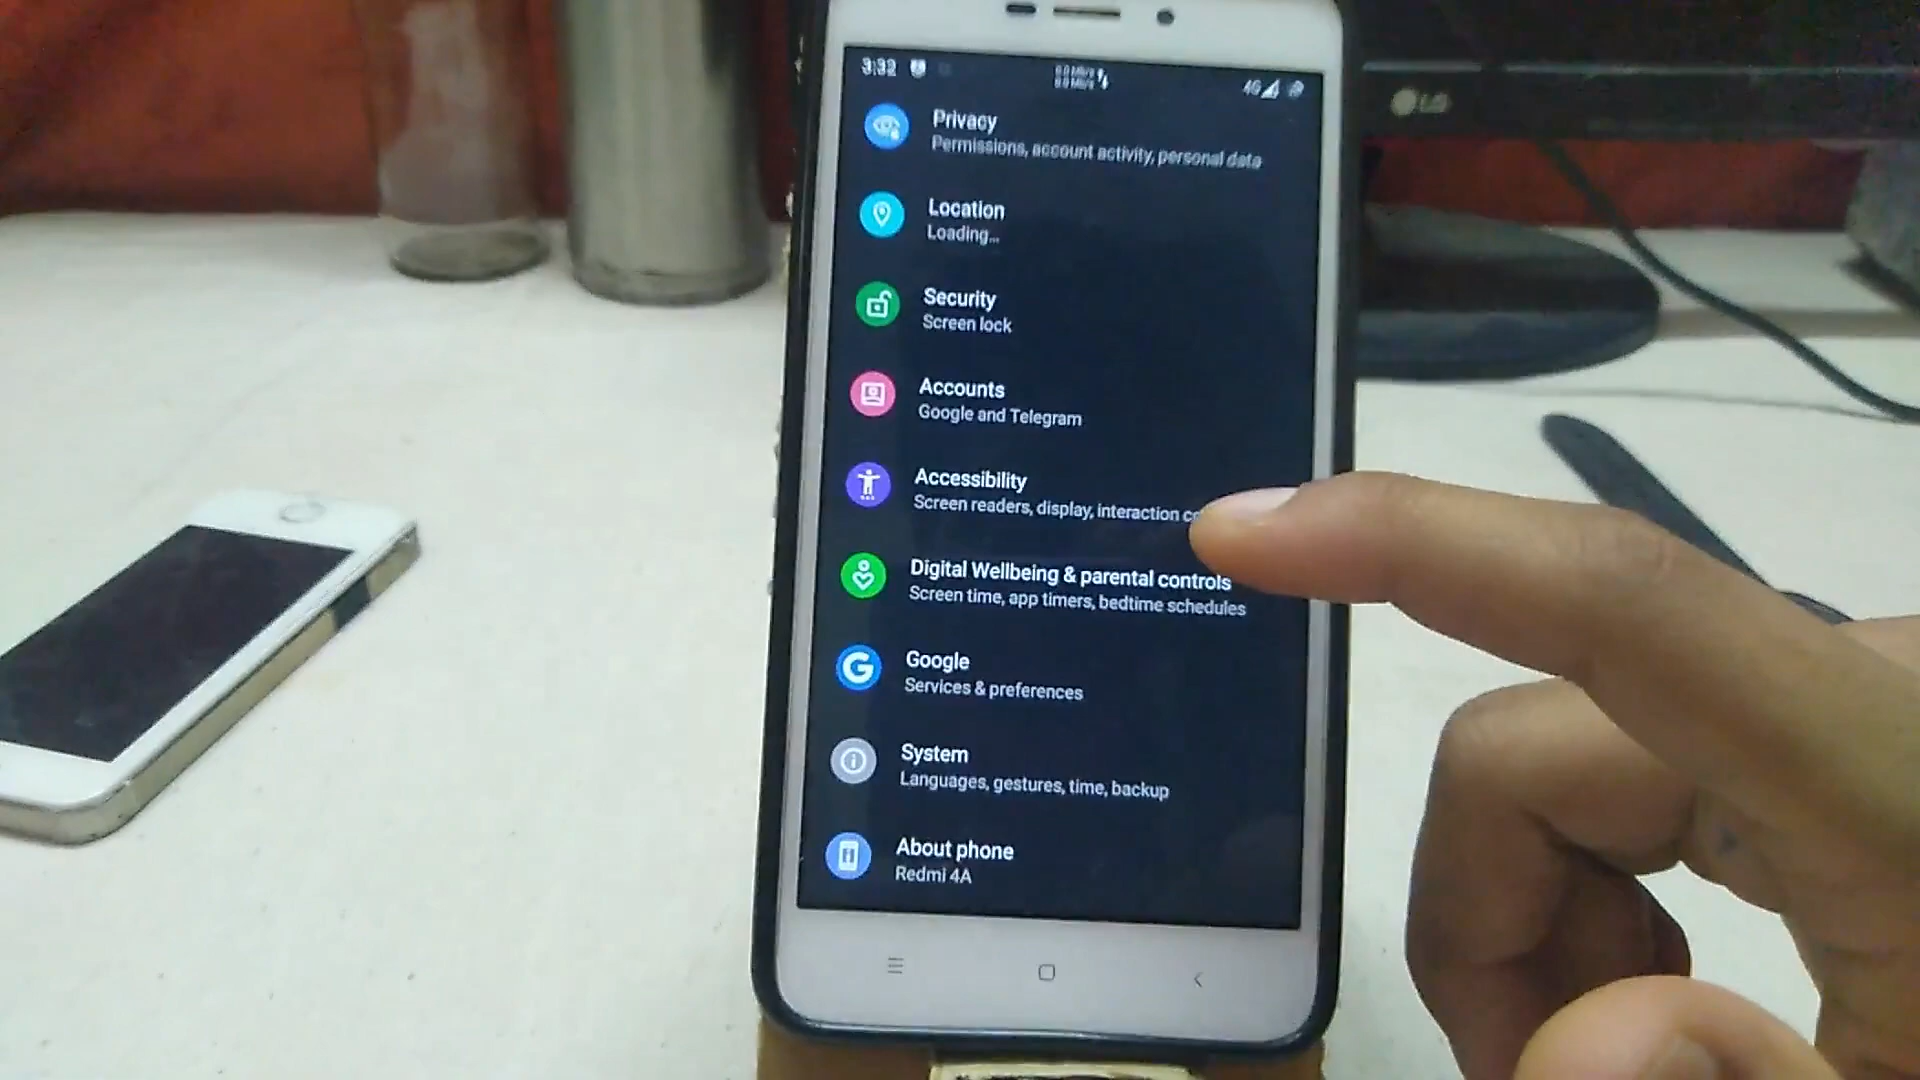 3:32
4G
LG
Privacy
Permissions, account activity, personal data
Location
Loading...
Security
Screen lock
Accounts
Google and Telegram
Accessibility
Screen readers, display, interaction
Digital Wellbeing & parental controls
Screen time, app timers, bedtime schedules
Google
Services & preferences
System
Languages, gestures, time, backup
About phone
Redmi 4A